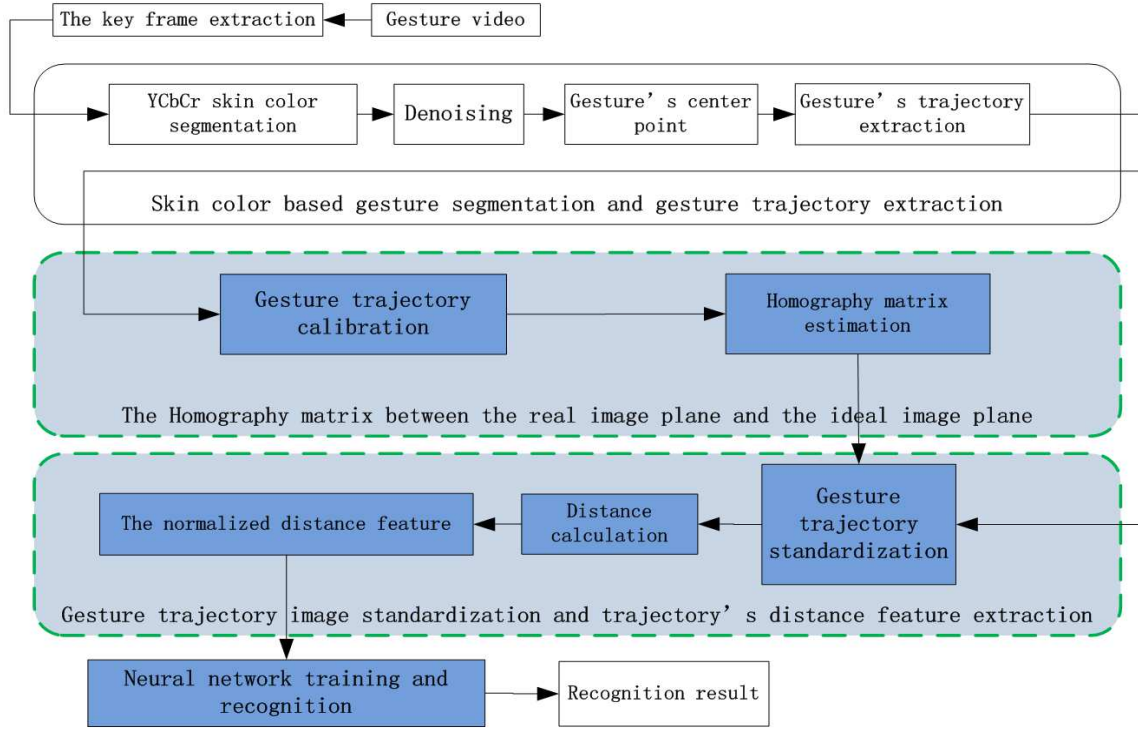 The key frame extraction
Gesture video
YCbCr skin color
segmentation
Denoising
Gesture's center
point
Gesture's trajectory
extraction
Skin color based gesture segmentation and gesture trajectory extraction
Gesture trajectory
calibration
Homography matrix
estimation
The Homography matrix between the real image plane and the ideal image plane
The normalized distance feature
Distance
calculation
Gesture
trajectory
standardization
Gesture trajectory image standardization and trajectory's distance feature extraction
Neural network training and
recognition
Recognition result